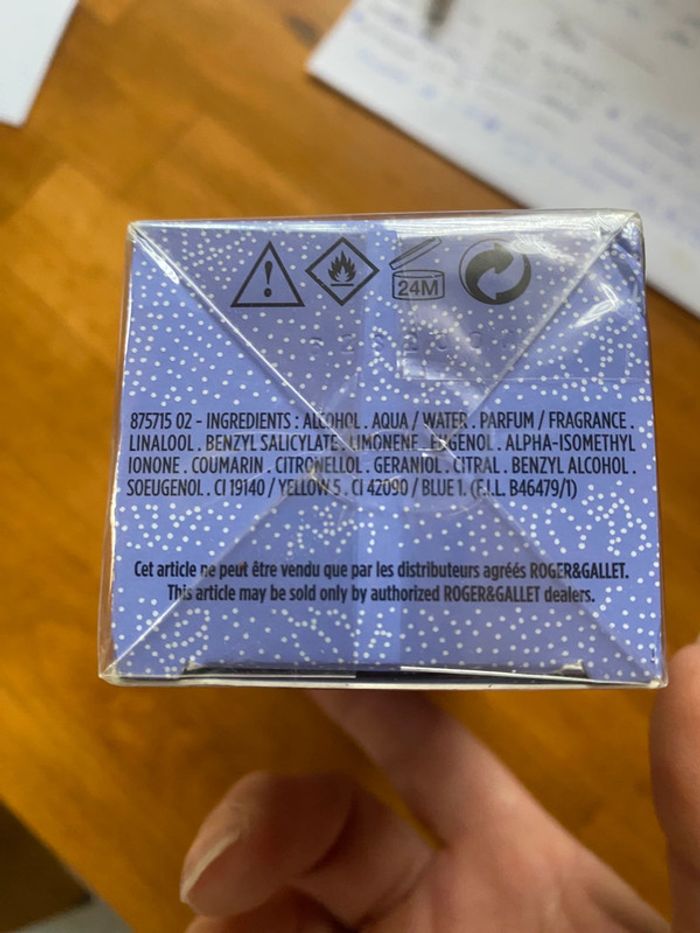 24M
875715 02 - INGREDIENTS : ALCOHOL . AQUA / WATER . PARFUM / FRAGRANCE .
LINALOOL . BENZYL SALICYLATE . LIMONENE . EUGENOL . ALPHA-ISOMETHYL
IONONE . COUMARIN . CITRONELLOL . GERANIOL . CITRAL . BENZYL ALCOHOL .
SOEUGENOL . CI 19140 / YELLOW 5 . CI 42090 / BLUE 1. (F.I.L. B46479/1)
Cet article ne peut être vendu que par les distributeurs agréés ROGER&GALLET.
This article may be sold only by authorized ROGER&GALLET dealers.